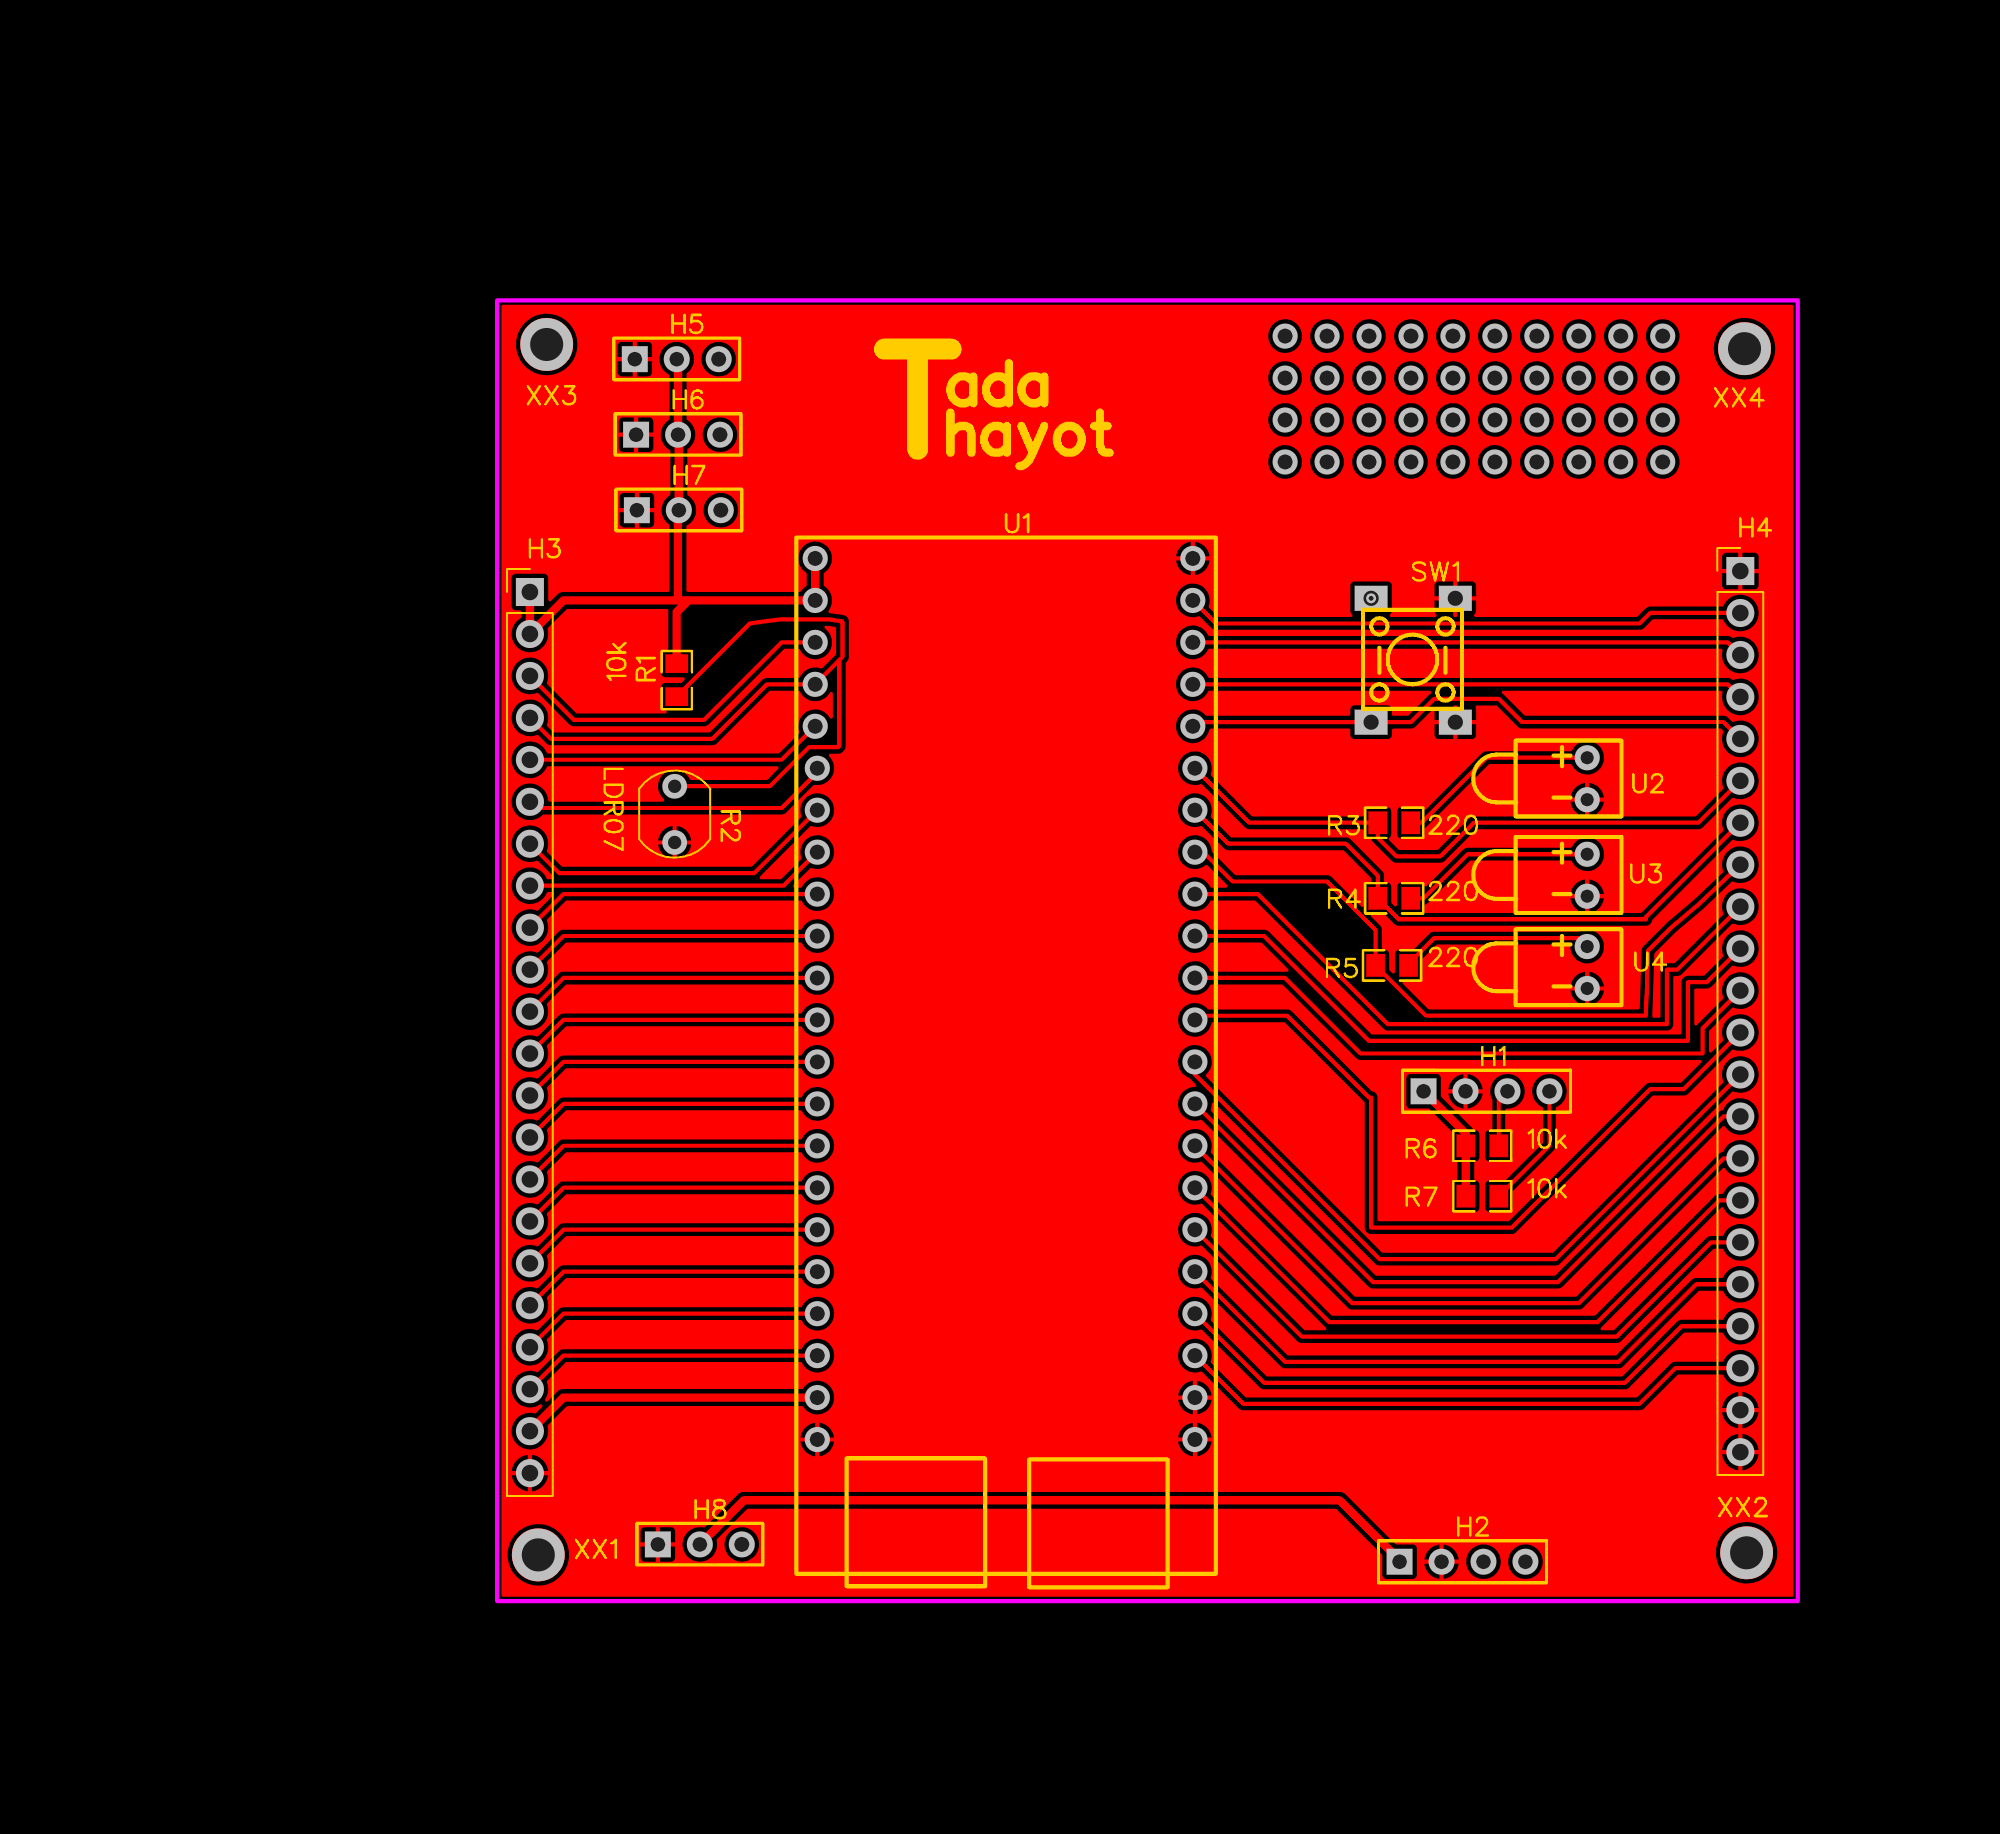 H5
XX3
H6
H7
Tada
Thayot
XX4
H3
U1
H4
SW1
10k
R1
LDR07
R2
U2
R3
220
U3
R4
220
U4
R5
220
H1
R6
10k
R7
10k
H8
XX1
H2
XX2
+
−
+
−
+
−